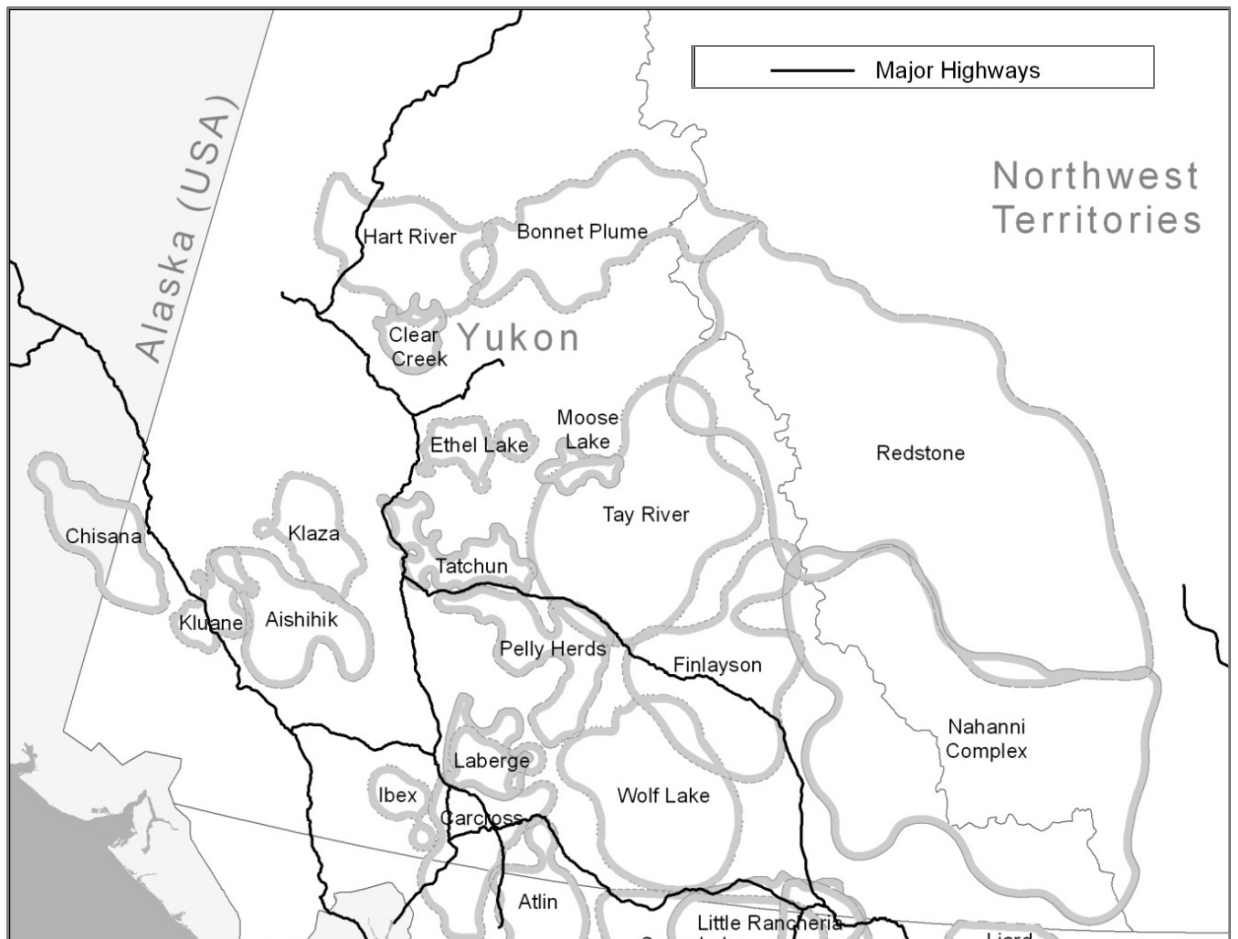 Major Highways
Alaska (USA)
Northwest
Territories
Hart River
Bonnet Plume
Clear
Creek
Yukon
Moose
Lake
Ethel Lake
Redstone
Tay River
Chisana
Klaza
Tatchun
Kluane
Aishihik
Pelly Herds
Finlayson
Nahanni
Complex
Laberge
Ibex
Wolf Lake
Carcross
Atlin
Little Rancheria
Liard